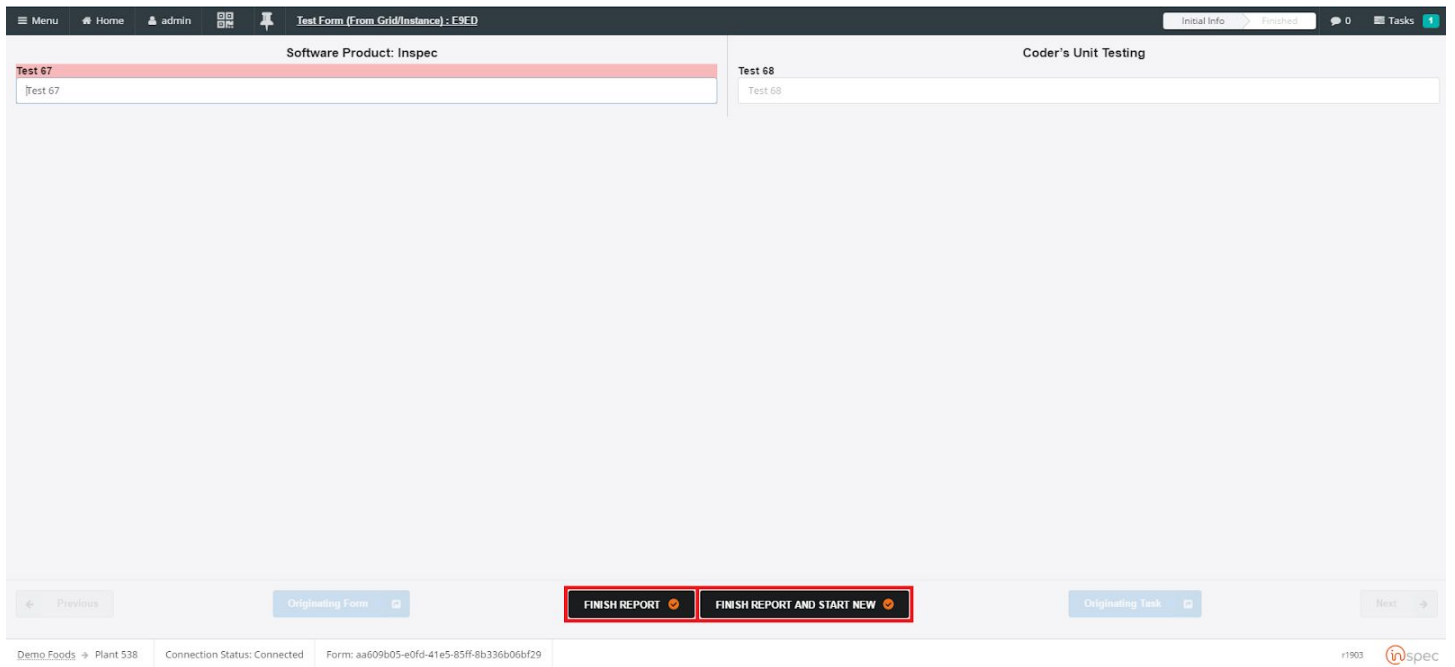 Menu Home admin Test Form (From Grid/Instance) : E9ED Initial Info Finished 0 Tasks 1
Software Product: Inspec
Test 67
Test 67
Coder’s Unit Testing
Test 68
Test 68
Previous Originating Form FINISH REPORT FINISH REPORT AND START NEW Originating Task Next
Demo Foods → Plant 538 Connection Status: Connected Form: aa609b05-e0fd-41e5-85ff-8b336b06bf29 r1903 inspec